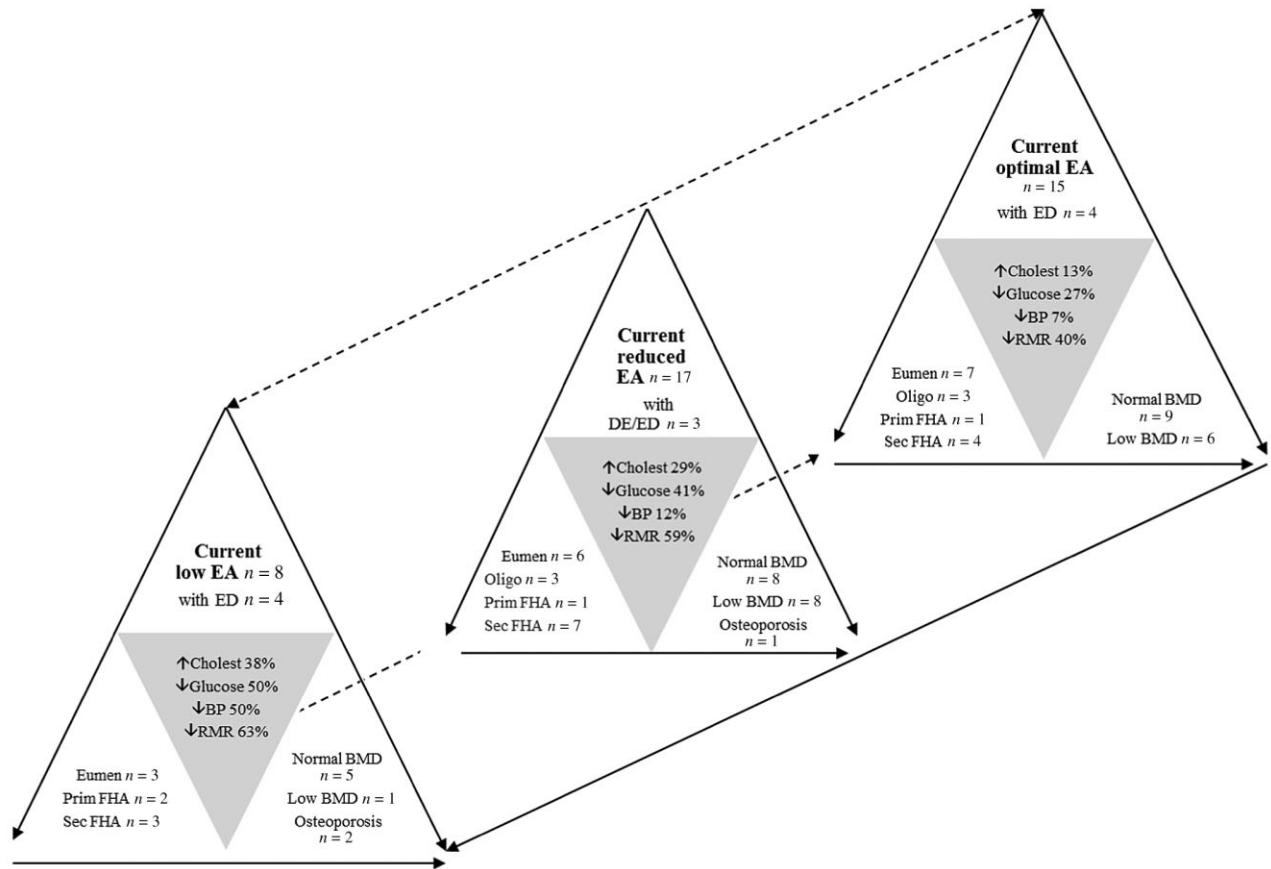 Current
optimal EA
n = 15
with ED n = 4
↑Cholest 13%
↓Glucose 27%
↓BP 7%
↓RMR 40%
Eumen n = 7
Oligo n = 3
Prim FHA n = 1
Sec FHA n = 4
Normal BMD
n = 9
Low BMD n = 6
Current
reduced
EA n = 17
with
DE/ED n = 3
↑Cholest 29%
↓Glucose 41%
↓BP 12%
↓RMR 59%
Eumen n = 6
Oligo n = 3
Prim FHA n = 1
Sec FHA n = 7
Normal BMD
n = 8
Low BMD n = 8
Osteoporosis
n = 1
Current
low EA n = 8
with ED n = 4
↑Cholest 38%
↓Glucose 50%
↓BP 50%
↓RMR 63%
Eumen n = 3
Prim FHA n = 2
Sec FHA n = 3
Normal BMD
n = 5
Low BMD n = 1
Osteoporosis
n = 2